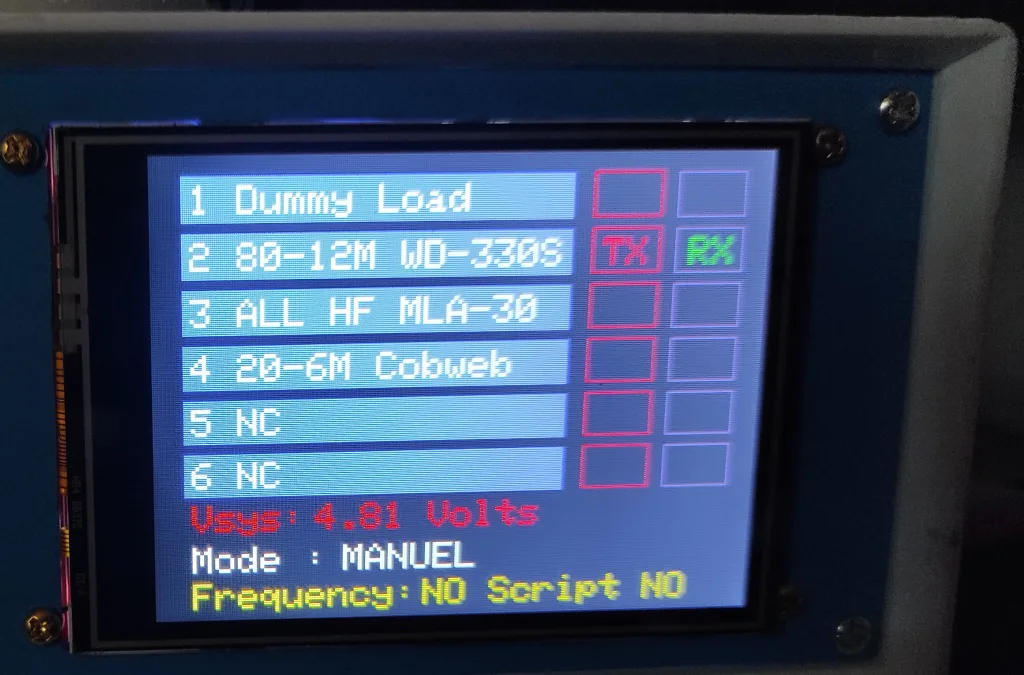 1 Dummy Load
2 80-12M WD-330S TX RX
3 ALL HF MLA-30
4 20-6M Cobweb
5 NC
6 NC
Vsys: 4.81 Volts
Mode : MANUEL
Frequency: NO Script NO